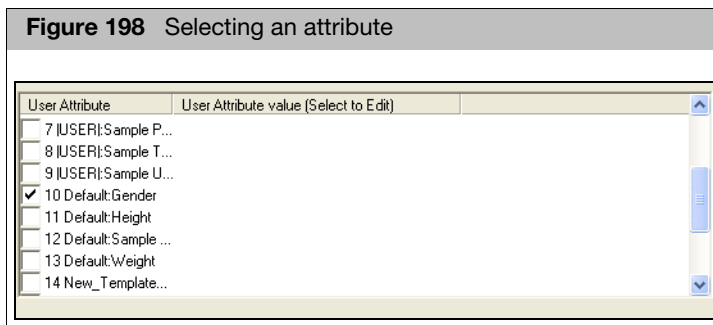 Figure 198 Selecting an attribute
User Attribute User Attribute value (Select to Edit)
7 |USER|:Sample P...
8 |USER|:Sample T...
9 |USER|:Sample U...
10 Default:Gender
11 Default:Height
12 Default:Sample ...
13 Default:Weight
14 New_Template...